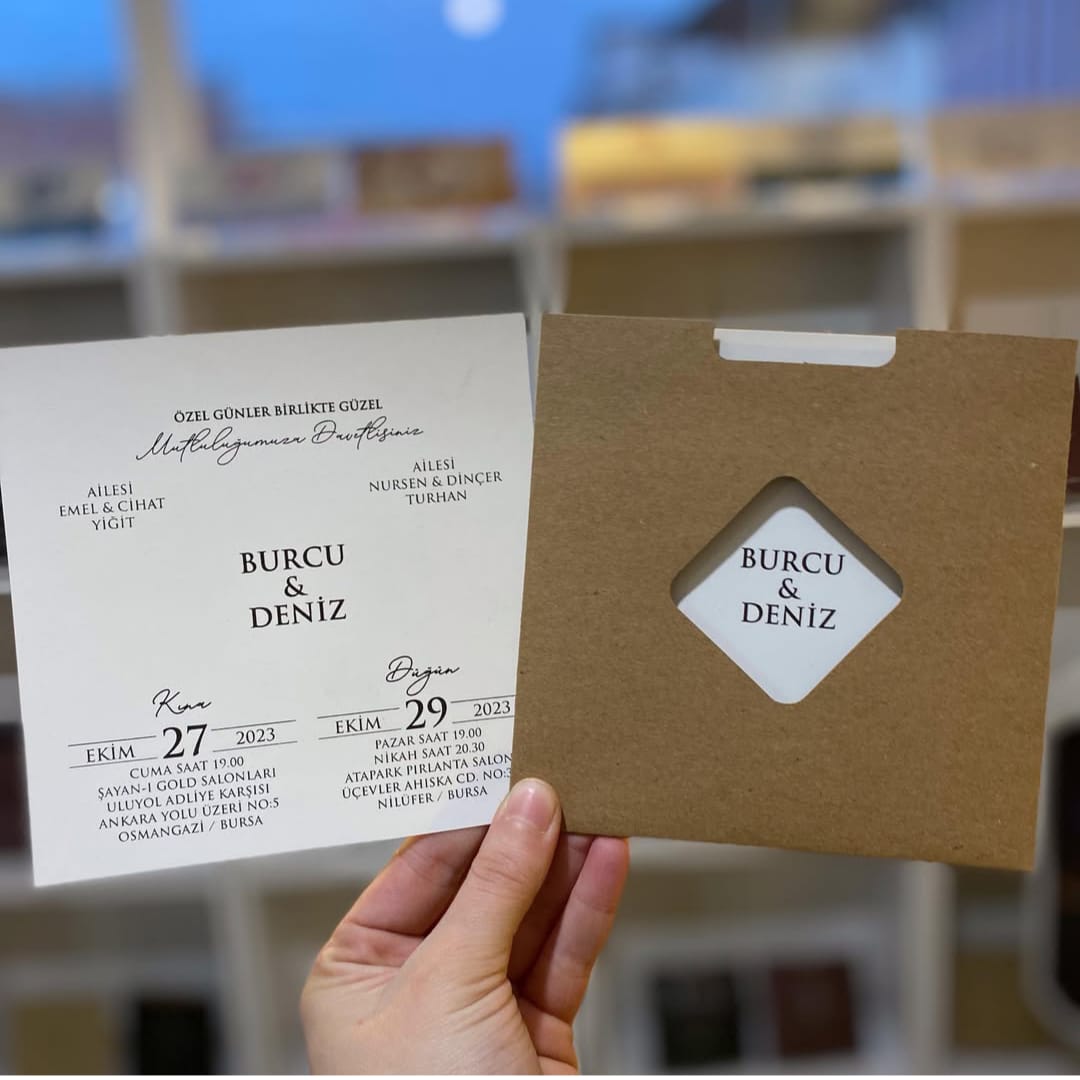 ÖZEL GÜNLER BİRLİKTE GÜZEL
Mutluluğumuza Davetlisiniz
AİLESİ
EMEL & CİHAT
YİĞİT
AİLESİ
NURSEN & DİNÇER
TURHAN
BURCU
&
DENİZ
Kına
EKİM 27 2023
CUMA SAAT 19.00
ŞAYAN-I GOLD SALONLARI
ULUYOL ADLİYE KARŞISI
ANKARA YOLU ÜZERİ NO:5
OSMANGAZİ / BURSA
Düğün
EKİM 29 2023
PAZAR SAAT 19.00
NİKAH SAAT 20.30
ATAPARK PIRLANTA SALON
ÜÇEVLER AHISKA CD. NO:
NİLÜFER / BURSA
BURCU
&
DENİZ